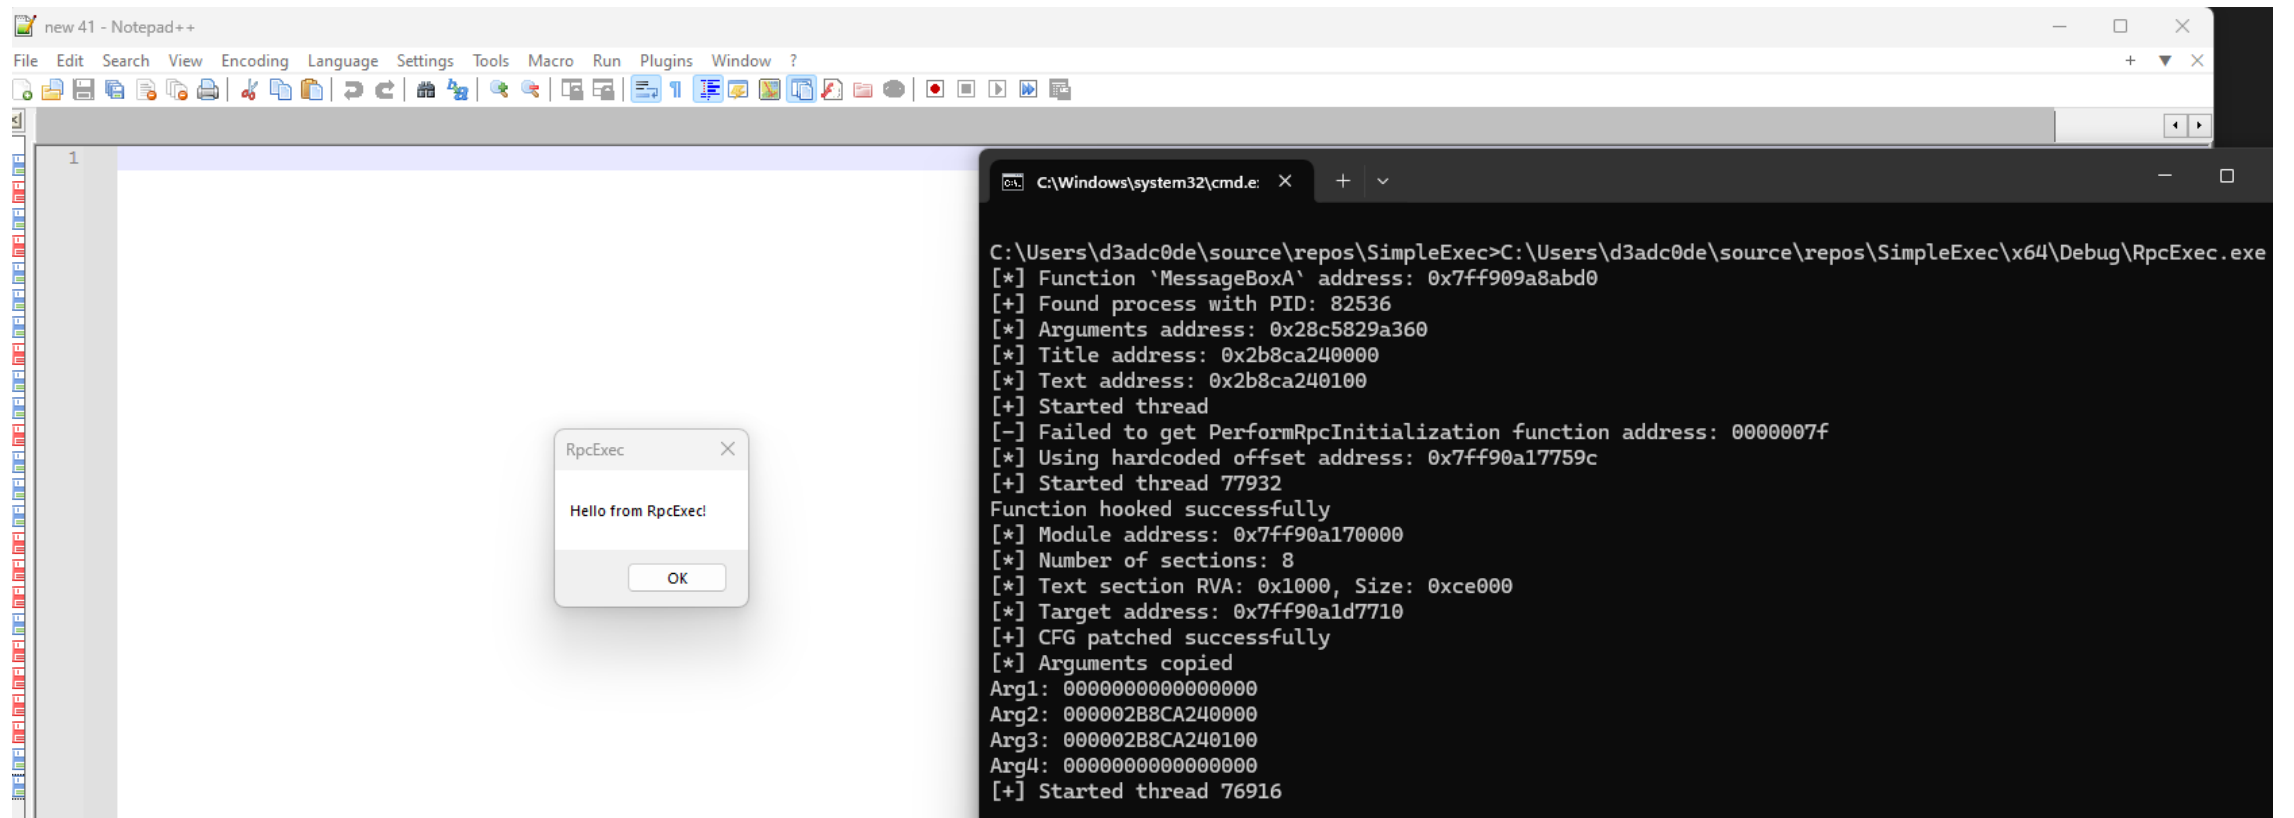 new 41 - Notepad++
File Edit Search View Encoding Language Settings Tools Macro Run Plugins Window ?
1
RpcExec
Hello from RpcExec!
OK
C:\Windows\system32\cmd.e:
C:\Users\d3adc0de\source\repos\SimpleExec>C:\Users\d3adc0de\source\repos\SimpleExec\x64\Debug\RpcExec.exe
[*] Function `MessageBoxA` address: 0x7ff909a8abd0
[+] Found process with PID: 82536
[*] Arguments address: 0x28c5829a360
[*] Title address: 0x2b8ca240000
[*] Text address: 0x2b8ca240100
[+] Started thread
[-] Failed to get PerformRpcInitialization function address: 0000007f
[*] Using hardcoded offset address: 0x7ff90a17759c
[+] Started thread 77932
Function hooked successfully
[*] Module address: 0x7ff90a170000
[*] Number of sections: 8
[*] Text section RVA: 0x1000, Size: 0xce000
[*] Target address: 0x7ff90a1d7710
[+] CFG patched successfully
[*] Arguments copied
Arg1: 0000000000000000
Arg2: 000002B8CA240000
Arg3: 000002B8CA240100
Arg4: 0000000000000000
[+] Started thread 76916